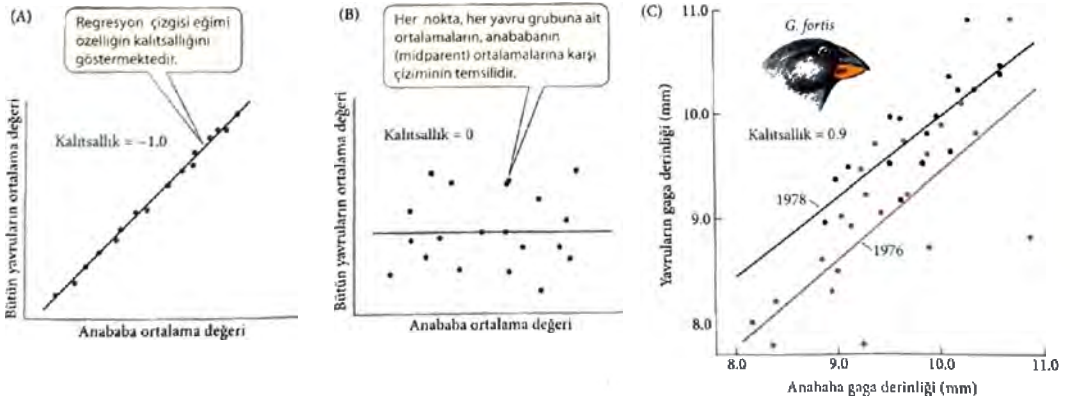 (A)
Regresyon çizgisi eğimi
özelliğin kalıtsallığını
göstermektedir.
Kalıtsallık = −1.0
Bütün yavruların ortalama değeri
Anababa ortalama değeri
(B)
Her nokta, her yavru grubuna ait
ortalamaların, anababanın
(midparent) ortalamalarına karşı
çiziminin temsilidir.
Kalıtsallık = 0
Bütün yavruların ortalama değeri
Anababa ortalama değeri
(C)
G. fortis
Kalıtsallık = 0.9
1978
1976
Yavruların gaga derinliği (mm)
11.0
10.0
9.0
8.0
8.0 9.0 10.0 11.0
Anahaha gaga derinliği (mm)